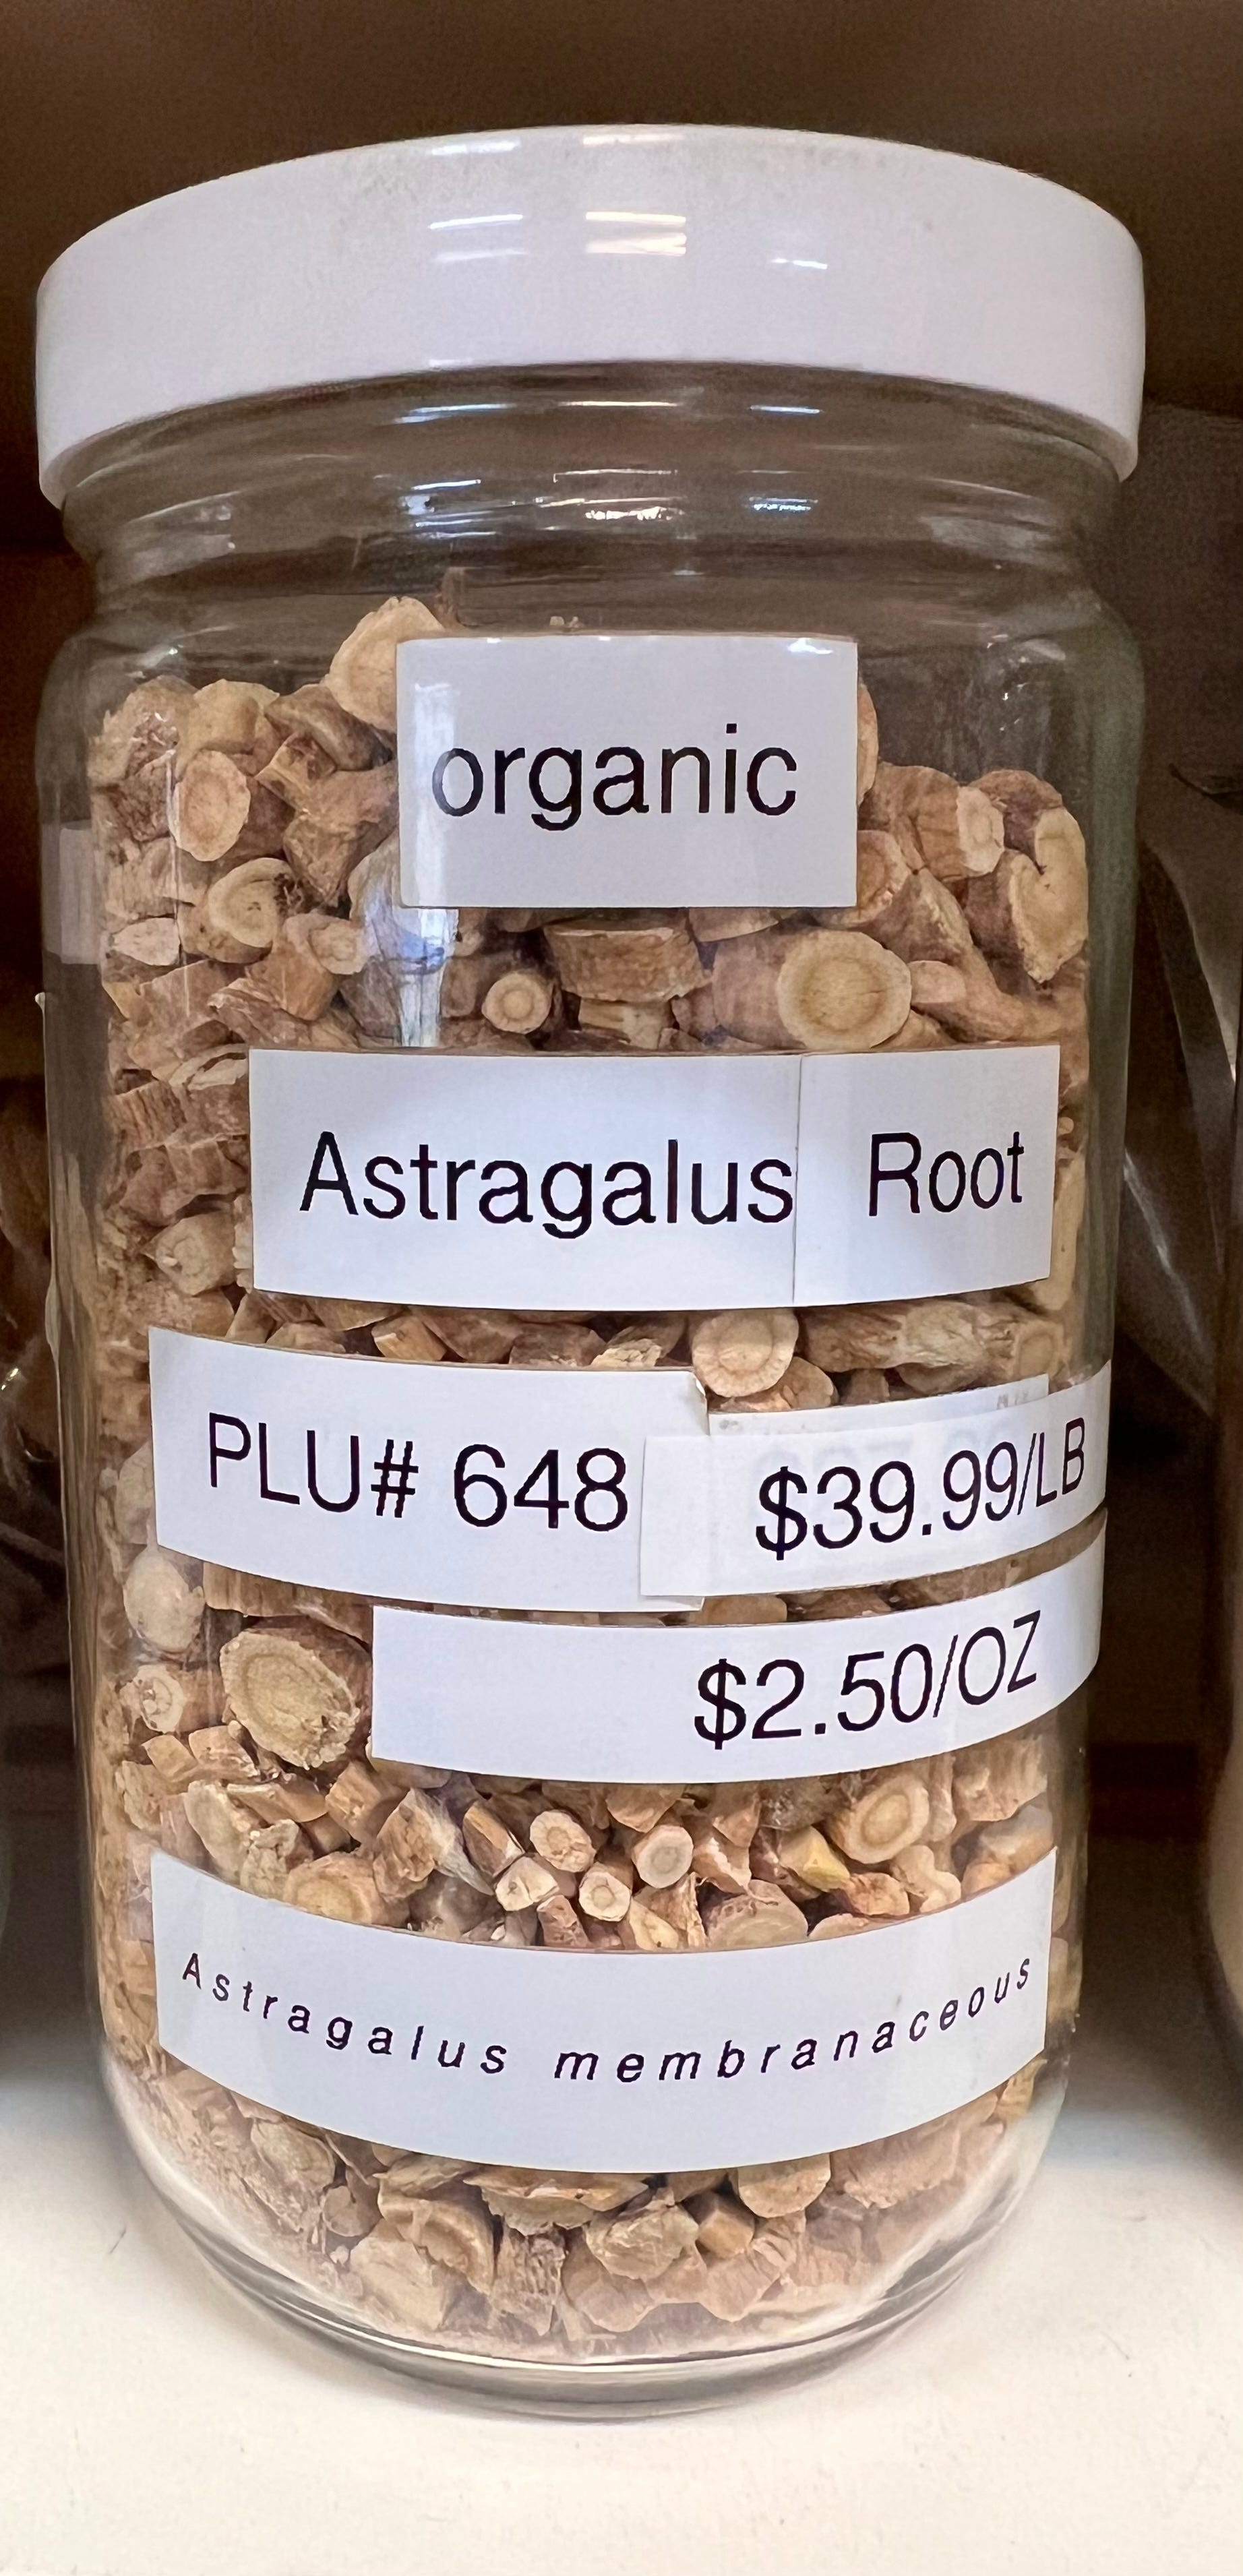 organic
Astragalus Root
PLU# 648 $39.99/LB
$2.50/OZ
Astragalus membranaceous